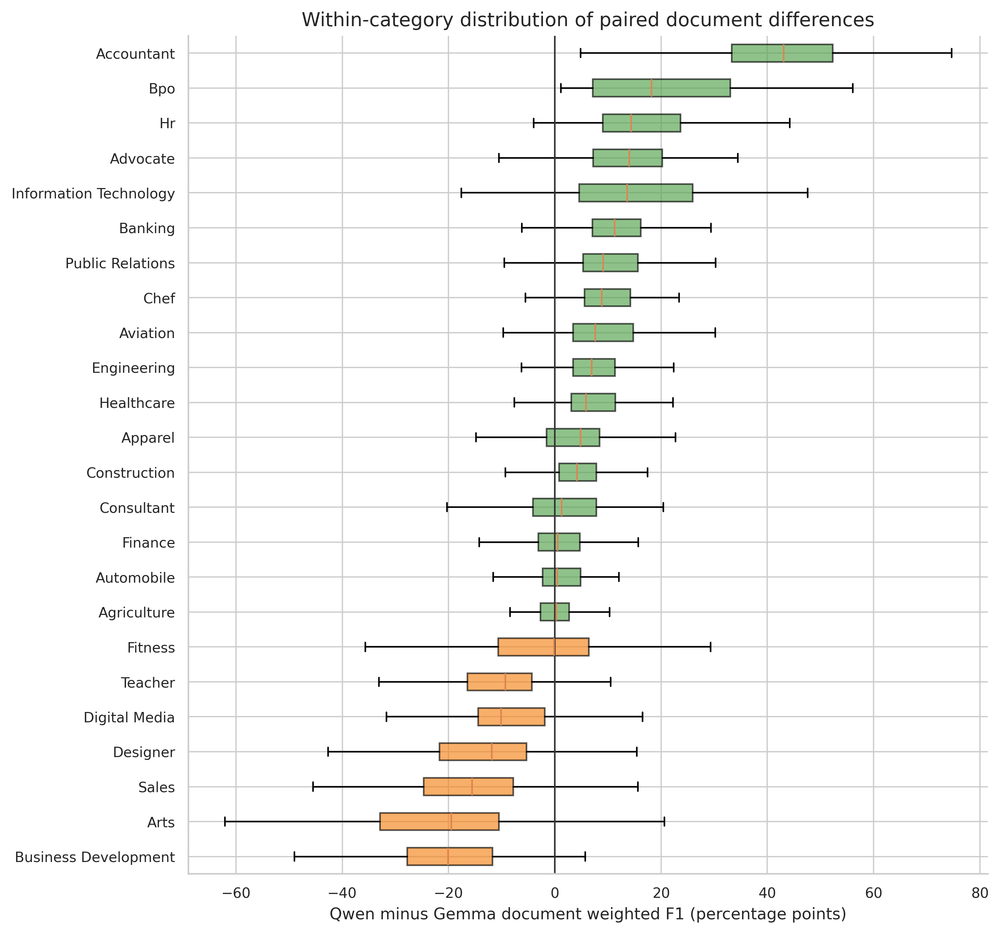 Within-category distribution of paired document differences
Accountant
Bpo
Hr
Advocate
Information Technology
Banking
Public Relations
Chef
Aviation
Engineering
Healthcare
Apparel
Construction
Consultant
Finance
Automobile
Agriculture
Fitness
Teacher
Digital Media
Designer
Sales
Arts
Business Development
−60 −40 −20 0 20 40 60 80
Qwen minus Gemma document weighted F1 (percentage points)